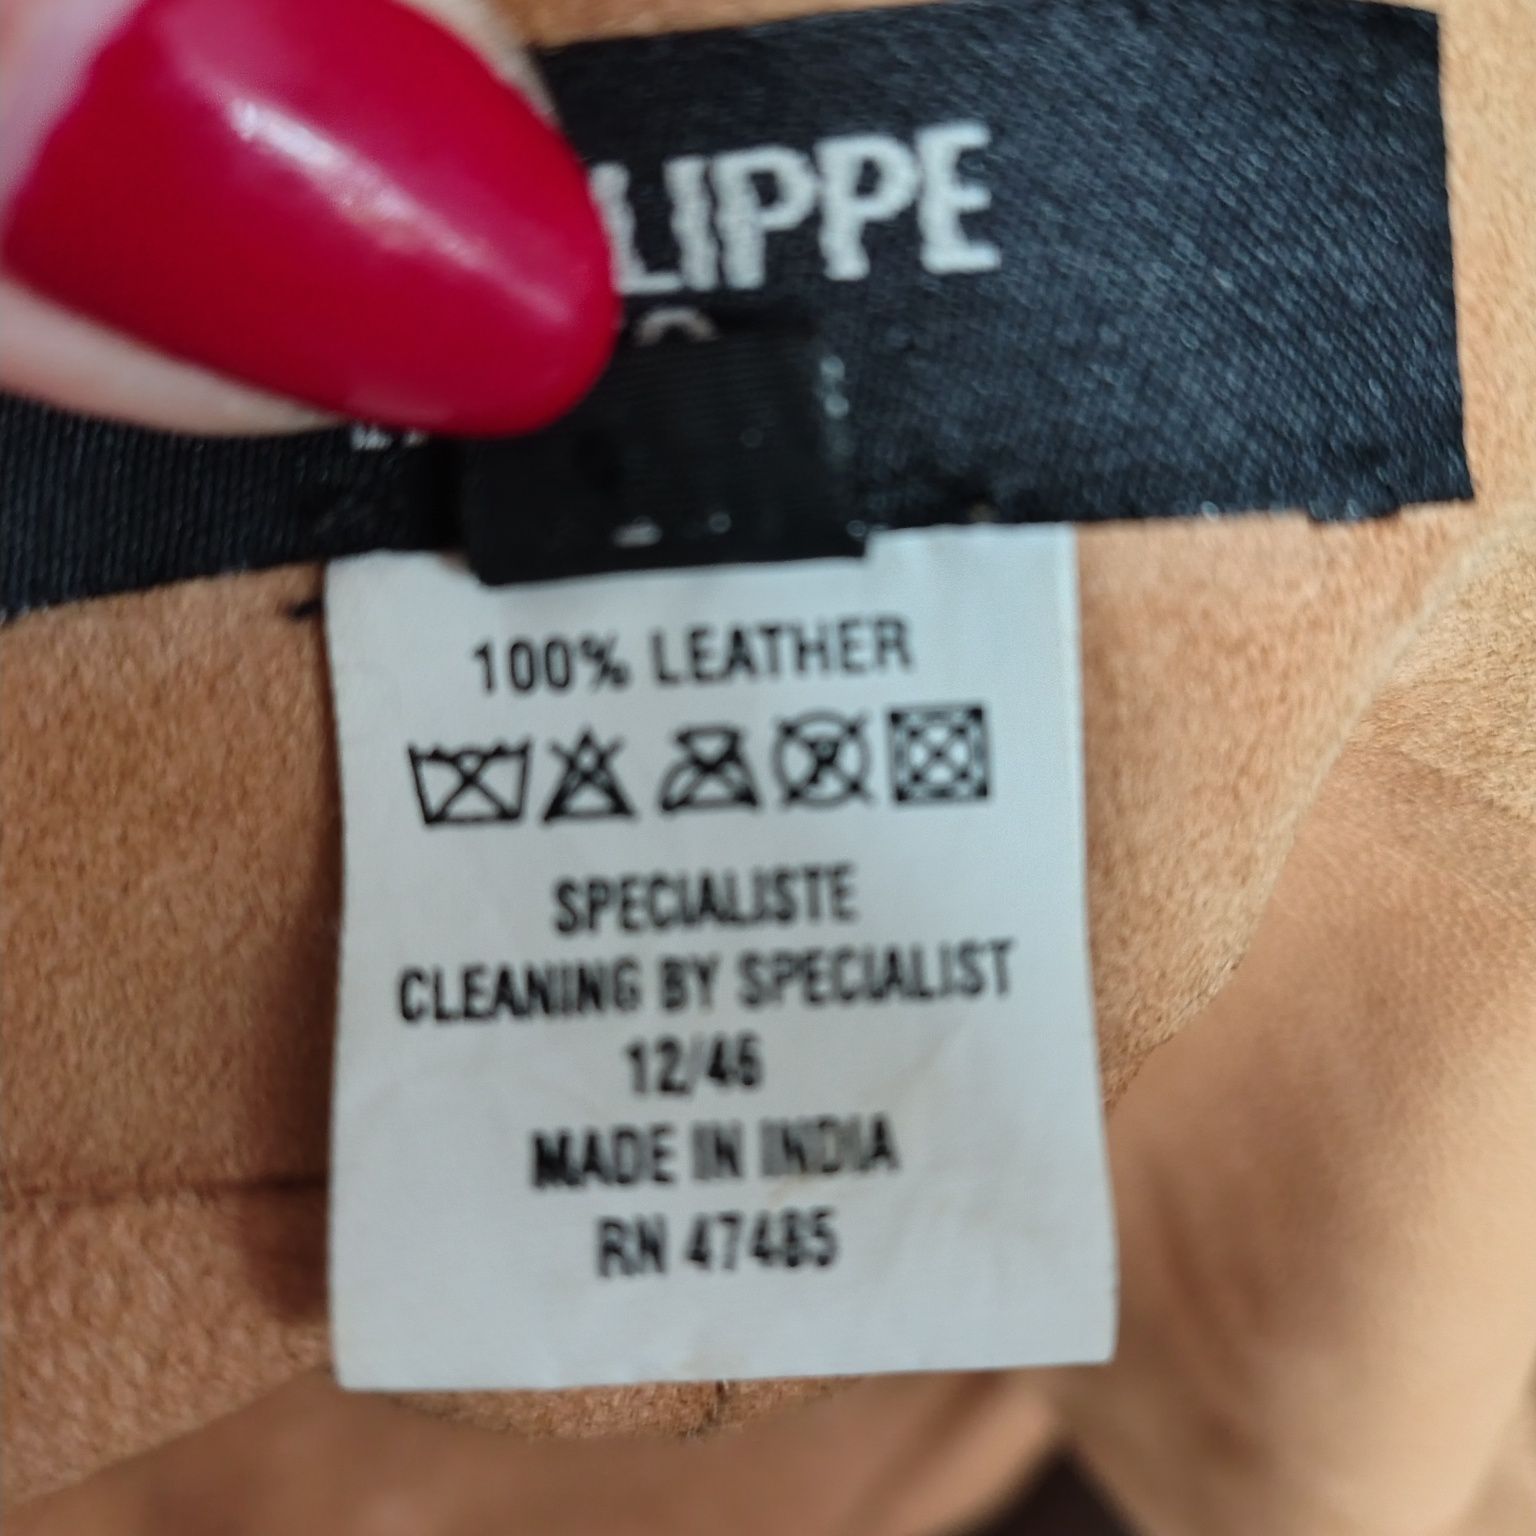 LIPPE
100% LEATHER
SPECIALISTE
CLEANING BY SPECIALIST
12/46
MADE IN INDIA
RN 47485